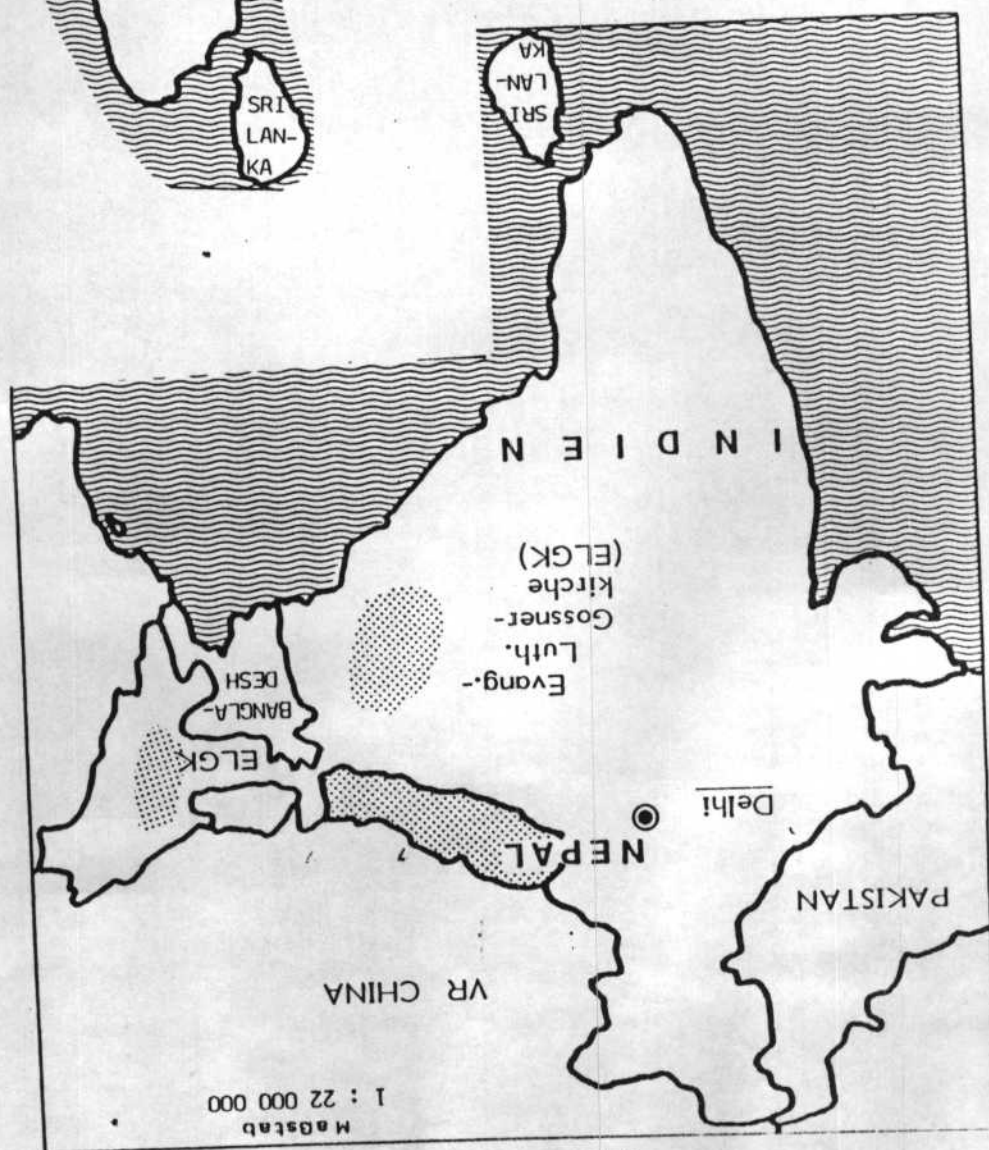 Maßstab
1 : 22 000 000
VR CHINA
PAKISTAN
NEPAL
Delhi
ELGK
BANGLA-
DESH
Evang.-
Luth.
Gossner-
kirche
(ELGK)
INDIEN
SRI
LAN-
KA
SRI
LAN-
KA